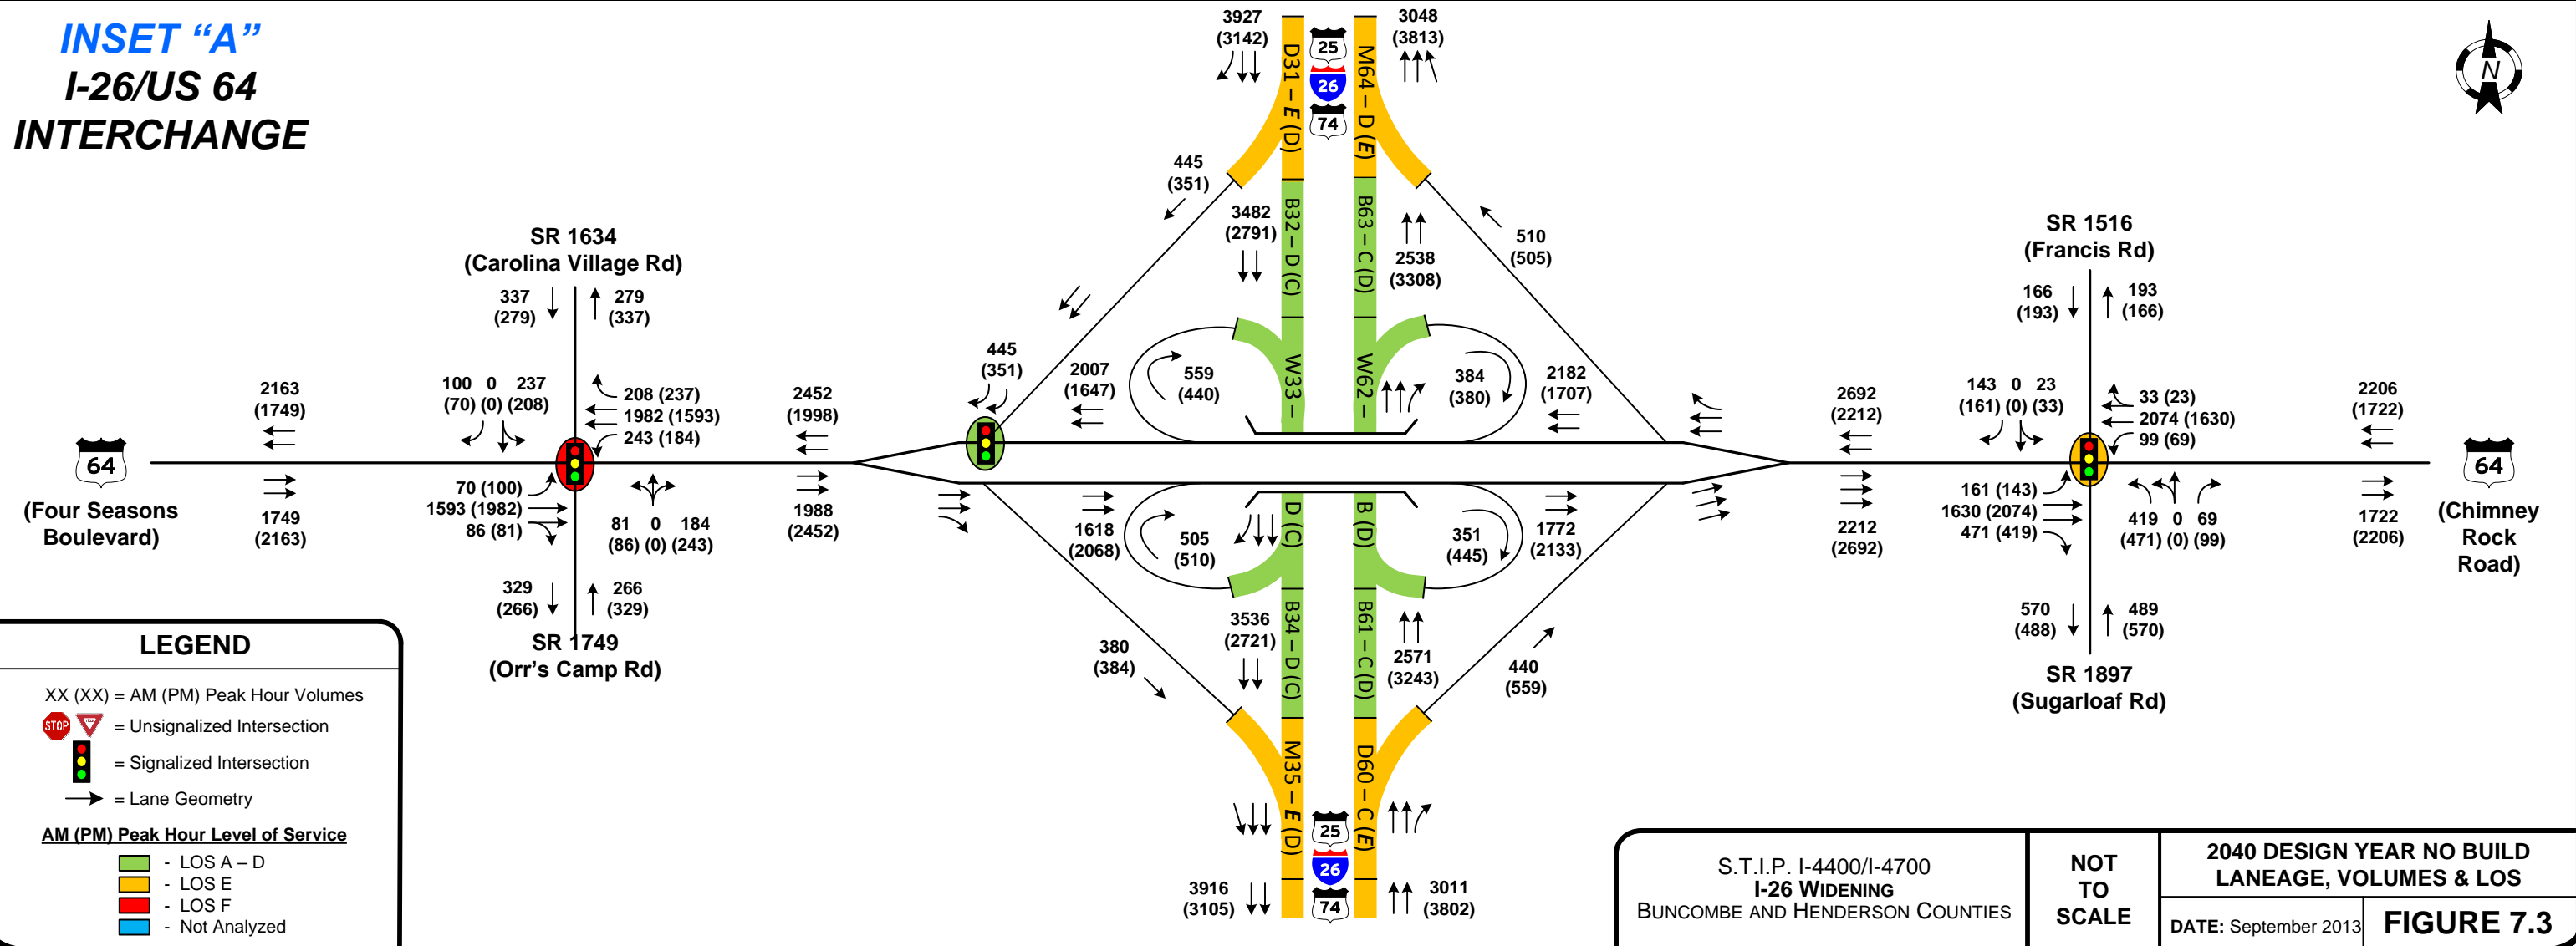 INSET “A”
I-26/US 64
INTERCHANGE
3927
(3142)
3048
(3813)
25
26
74
D31 – E (D)
M64 – D (E)
N
445
(351)
510
(505)
3482
(2791)
B32 – D (C)
B63 – C (D)
2538
(3308)
SR 1634
(Carolina Village Rd)
337
(279)
279
(337)
SR 1516
(Francis Rd)
166
(193)
193
(166)
2163
(1749)
100 0 237
(70) (0) (208)
208 (237)
1982 (1593)
243 (184)
2452
(1998)
445
(351)
2007
(1647)
559
(440)
W33 –
W62 –
384
(380)
2182
(1707)
2692
(2212)
143 0 23
(161) (0) (33)
33 (23)
2074 (1630)
99 (69)
2206
(1722)
64
(Four Seasons
Boulevard)
1749
(2163)
70 (100)
1593 (1982)
86 (81)
81 0 184
(86) (0) (243)
1988
(2452)
1618
(2068)
505
(510)
D (C)
B (D)
351
(445)
1772
(2133)
2212
(2692)
161 (143)
1630 (2074)
471 (419)
419 0 69
(471) (0) (99)
1722
(2206)
64
(Chimney
Rock
Road)
329
(266)
266
(329)
SR 1749
(Orr’s Camp Rd)
380
(384)
3536
(2721)
B34 – D (C)
B61 – C (D)
2571
(3243)
440
(559)
570
(488)
489
(570)
SR 1897
(Sugarloaf Rd)
M35 – E (D)
D60 – C (E)
25
26
74
3916
(3105)
3011
(3802)
LEGEND
XX (XX) = AM (PM) Peak Hour Volumes
STOP = Unsignalized Intersection
= Signalized Intersection
= Lane Geometry
AM (PM) Peak Hour Level of Service
- LOS A – D
- LOS E
- LOS F
- Not Analyzed
S.T.I.P. I-4400/I-4700
I-26 WIDENING
BUNCOMBE AND HENDERSON COUNTIES
NOT
TO
SCALE
2040 DESIGN YEAR NO BUILD
LANEAGE, VOLUMES & LOS
DATE: September 2013
FIGURE 7.3